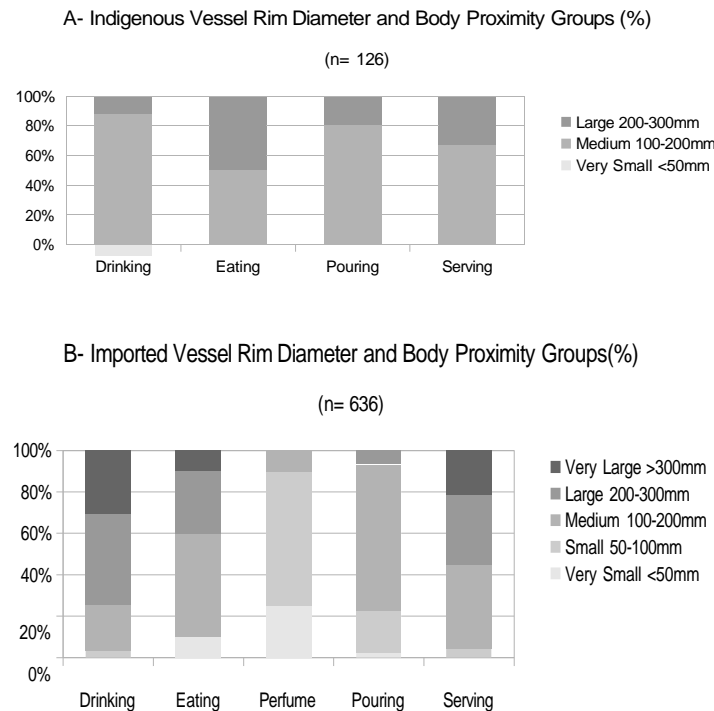 A- Indigenous Vessel Rim Diameter and Body Proximity Groups (%)
(n= 126)
100%
80%
60%
40%
20%
0%
Drinking Eating Pouring Serving
Large 200-300mm
Medium 100-200mm
Very Small <50mm
B- Imported Vessel Rim Diameter and Body Proximity Groups(%)
(n= 636)
100%
80%
60%
40%
20%
0%
Drinking Eating Perfume Pouring Serving
Very Large >300mm
Large 200-300mm
Medium 100-200mm
Small 50-100mm
Very Small <50mm